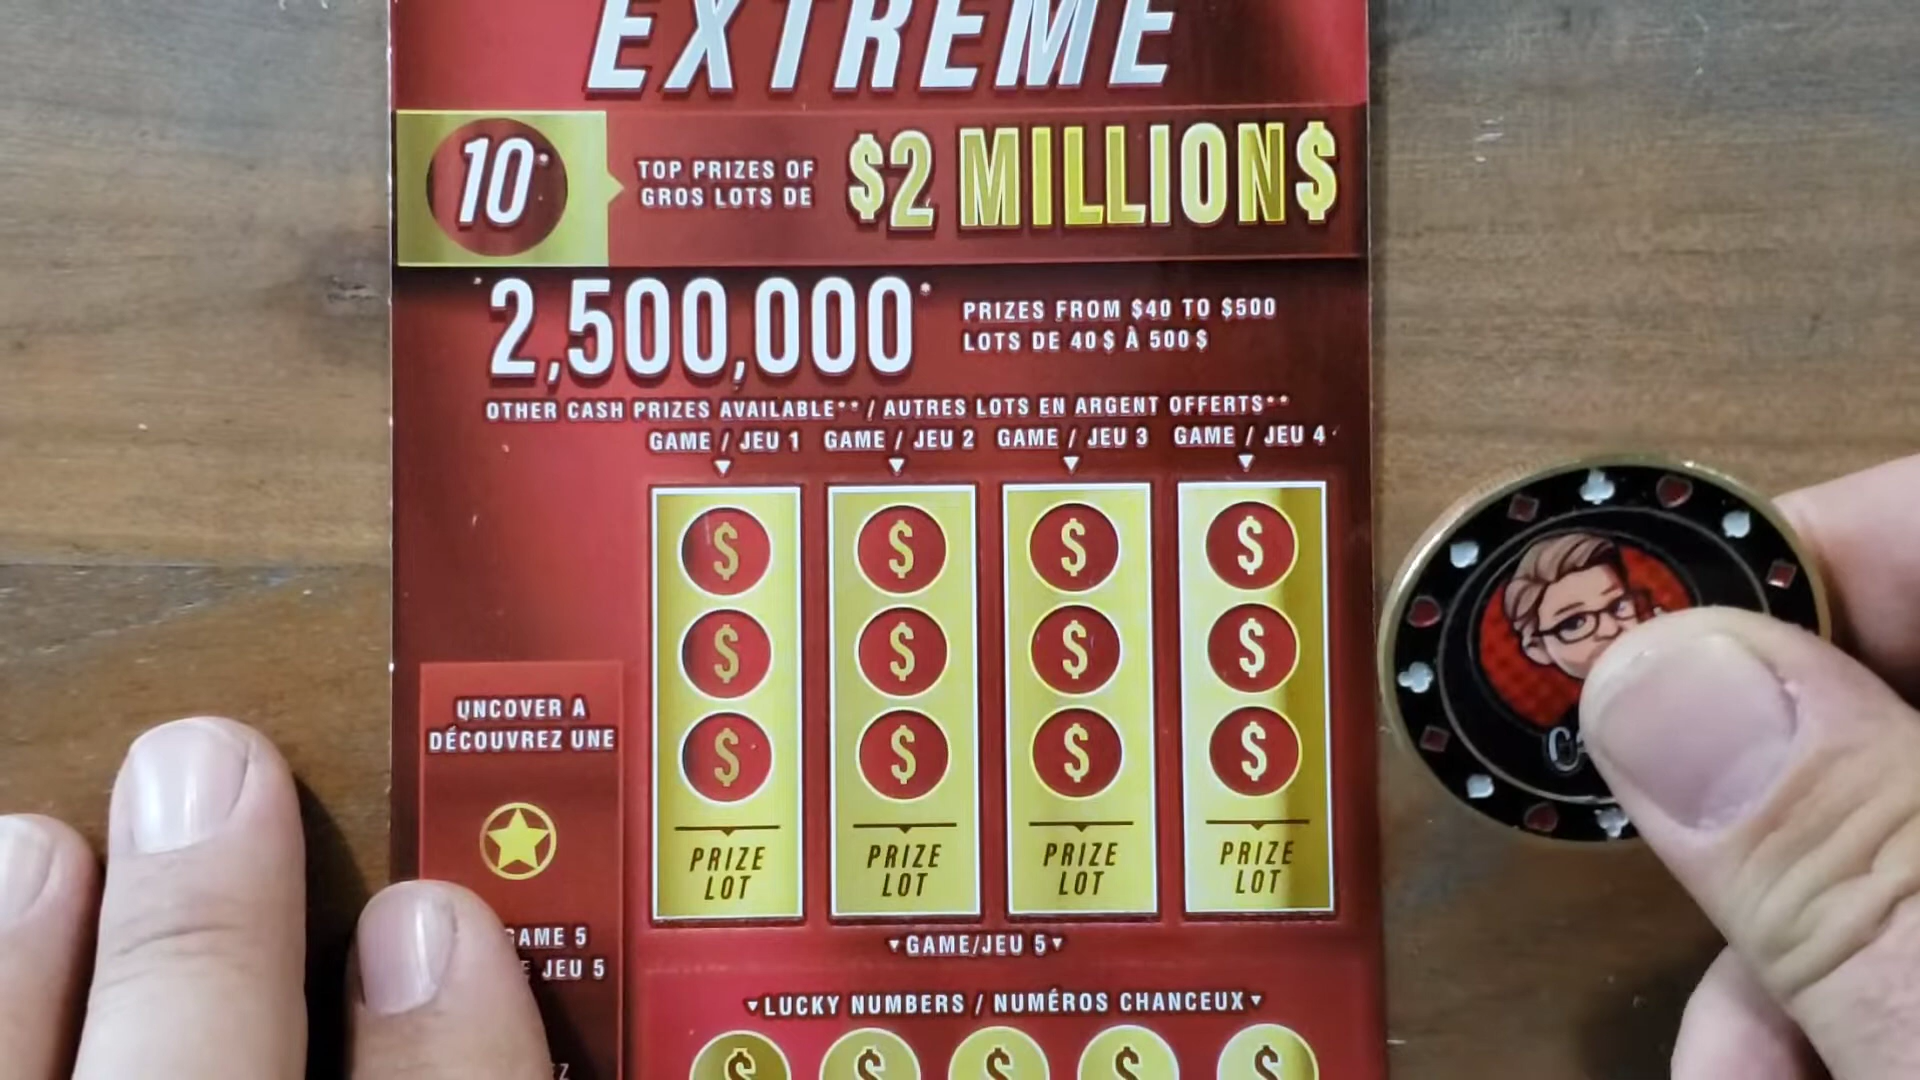 EXTREME
10*
TOP PRIZES OF
GROS LOTS DE
$2 MILLION$
2,500,000*
PRIZES FROM $40 TO $500
LOTS DE 40$ À 500$
OTHER CASH PRIZES AVAILABLE** / AUTRES LOTS EN ARGENT OFFERTS**
GAME / JEU 1 GAME / JEU 2 GAME / JEU 3 GAME / JEU 4
$ $ $ $
$ $ $ $
$ $ $ $
PRIZE PRIZE PRIZE PRIZE
LOT LOT LOT LOT
UNCOVER A
DÉCOUVREZ UNE
GAME 5
JEU 5
GAME/JEU 5
LUCKY NUMBERS / NUMÉROS CHANCEUX
$ $ $ $ $